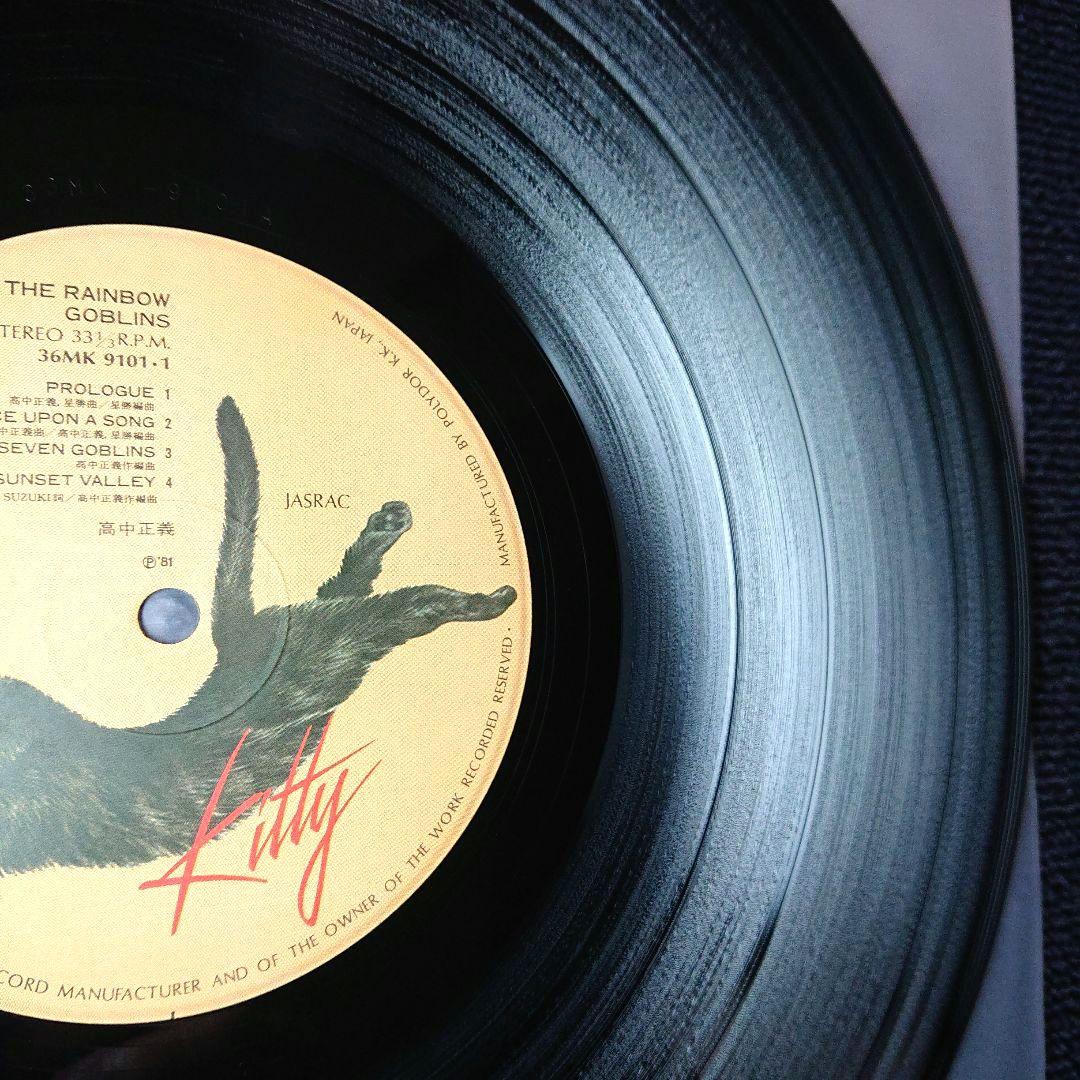 THE RAINBOW
GOBLINS
TEREO 33⅓ R.P.M.
36MK 9101·1
PROLOGUE 1
高中正義, 星勝曲／星勝編曲
CE UPON A SONG 2
中正義曲／高中正義, 星勝編曲
SEVEN GOBLINS 3
高中正義作編曲
SUNSET VALLEY 4
SUZUKI詞／高中正義作編曲
高中正義
Ⓟ'81
JASRAC
Kitty
MANUFACTURED BY POLYDOR K.K. JAPAN
CORD MANUFACTURER AND OF THE OWNER OF THE WORK RECORDED RESERVED.